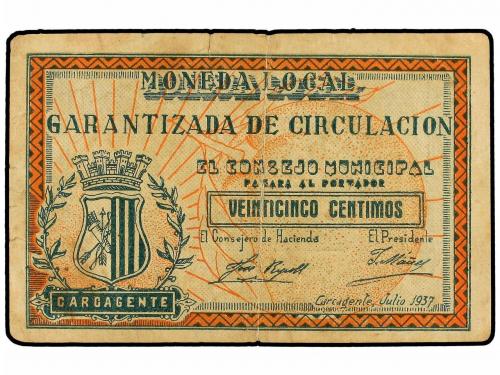 MONEDA LOCAL
GARANTIZADA DE CIRCULACION
EL CONSEJO MUNICIPAL
PAGARA AL PORTADOR
VEINTICINCO CENTIMOS
El Consejero de Hacienda El Presidente
CARCAGENTE
Carcagente, Julio 1937